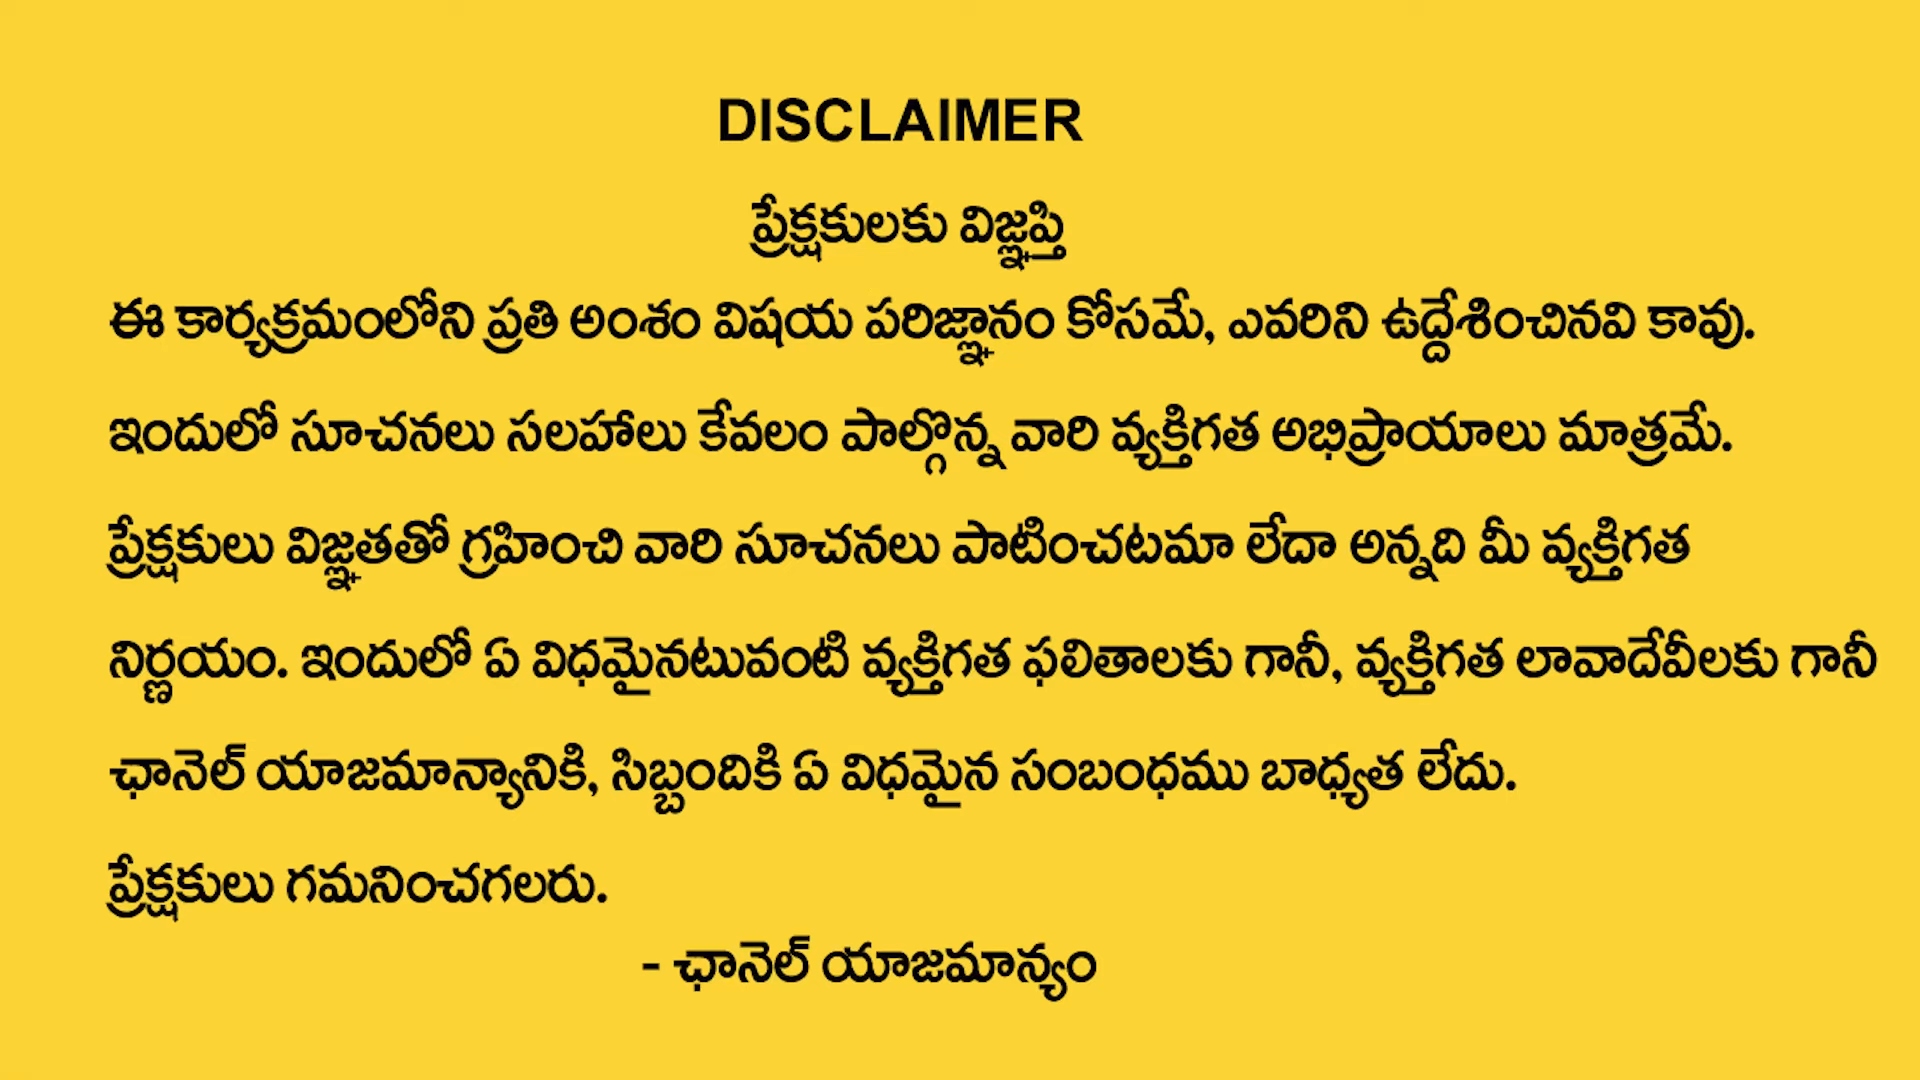 DISCLAIMER
ప్రేక్షకులకు విజ్ఞప్తి
ఈ కార్యక్రమంలోని ప్రతి అంశం విషయ పరిజ్ఞానం కోసమే, ఎవరిని ఉద్దేశించినవి కావు.
ఇందులో సూచనలు సలహాలు కేవలం పాల్గొన్న వారి వ్యక్తిగత అభిప్రాయాలు మాత్రమే.
ప్రేక్షకులు విజ్ఞతతో గ్రహించి వారి సూచనలు పాటించటమా లేదా అన్నది మీ వ్యక్తిగత
నిర్ణయం. ఇందులో ఏ విధమైనటువంటి వ్యక్తిగత ఫలితాలకు గానీ, వ్యక్తిగత లావాదేవీలకు గానీ
ఛానెల్ యాజమాన్యానికి, సిబ్బందికి ఏ విధమైన సంబంధము బాధ్యత లేదు.
ప్రేక్షకులు గమనించగలరు.
- ఛానెల్ యాజమాన్యం